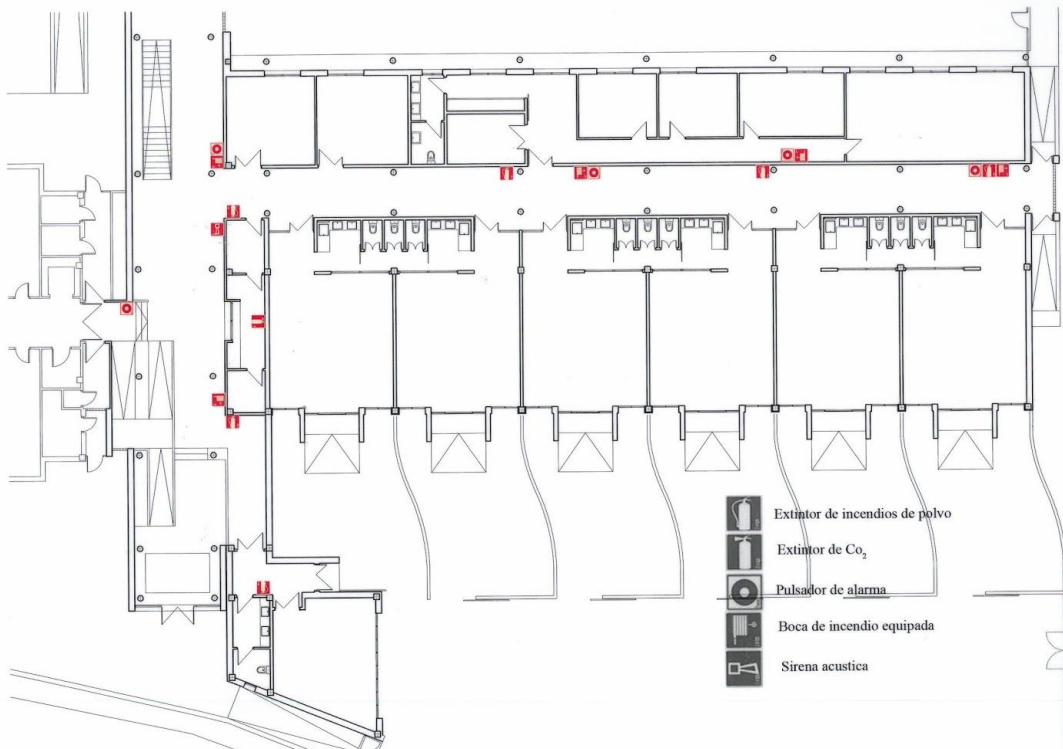 Extintor de incendios de polvo
Extintor de Co₂
Pulsador de alarma
Boca de incendio equipada
Sirena acustica